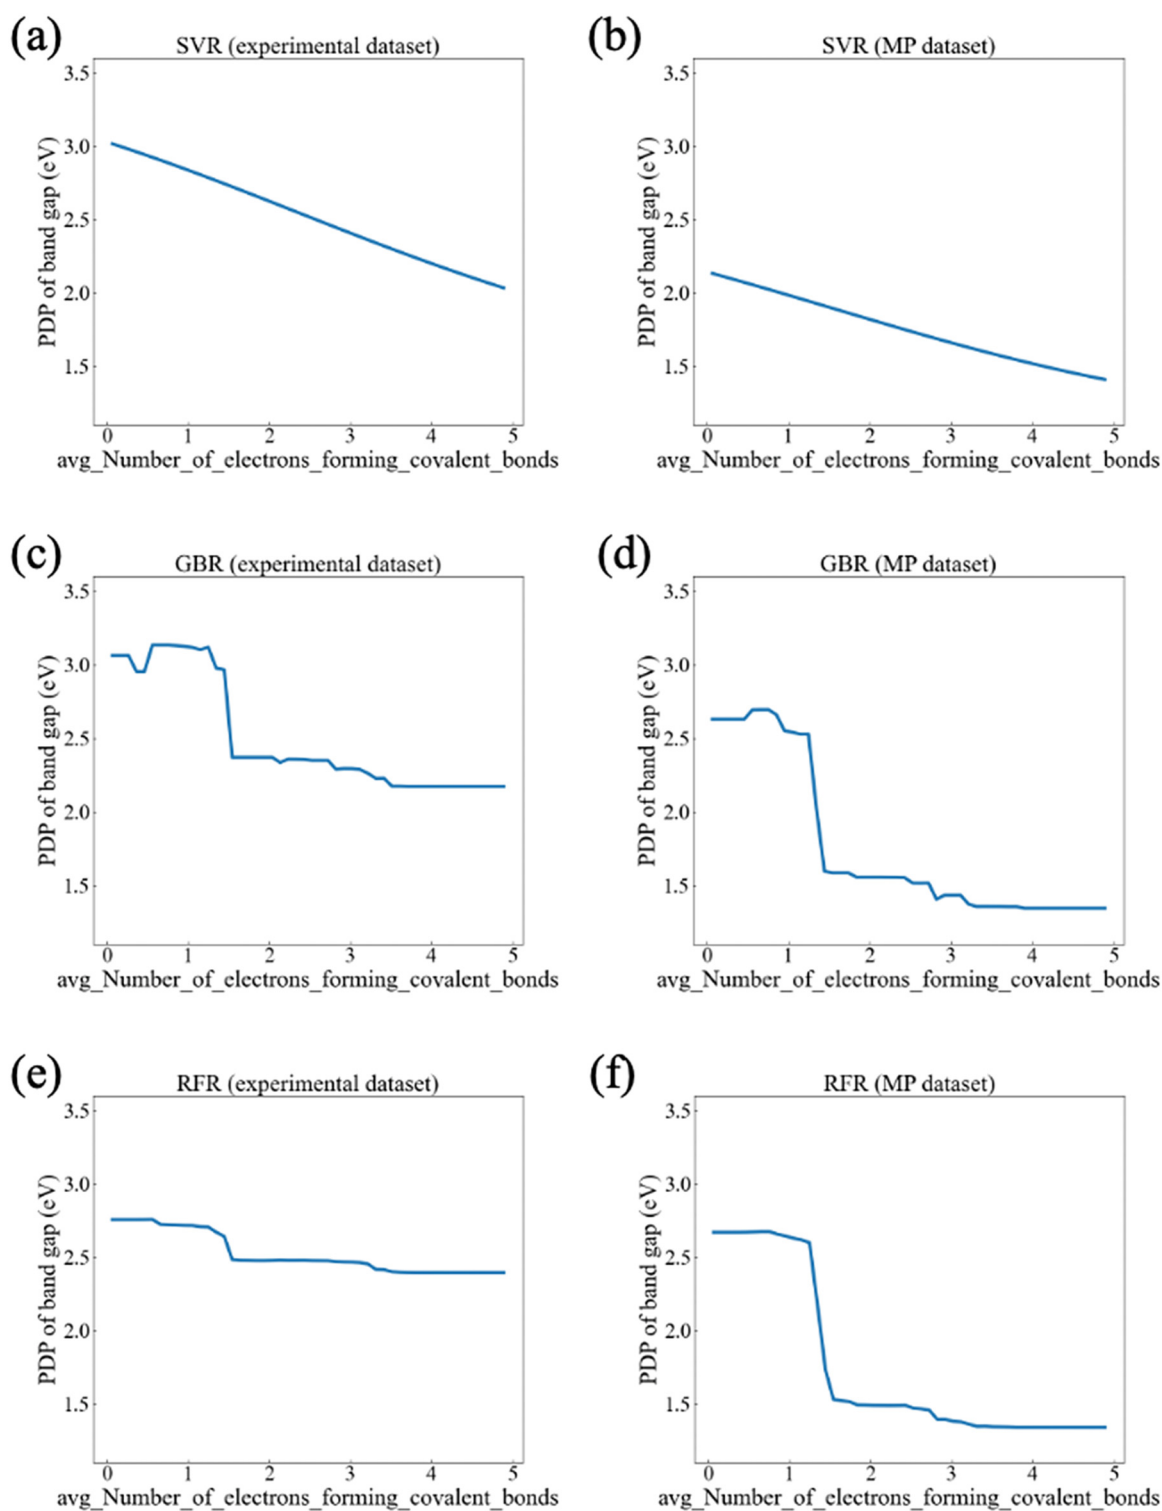 (a)
SVR (experimental dataset)
3.5
3.0
2.5
2.0
1.5
PDP of band gap (eV)
0 1 2 3 4 5
avg_Number_of_electrons_forming_covalent_bonds
(b)
SVR (MP dataset)
3.5
3.0
2.5
2.0
1.5
PDP of band gap (eV)
0 1 2 3 4 5
avg_Number_of_electrons_forming_covalent_bonds
(c)
GBR (experimental dataset)
3.5
3.0
2.5
2.0
1.5
PDP of band gap (eV)
0 1 2 3 4 5
avg_Number_of_electrons_forming_covalent_bonds
(d)
GBR (MP dataset)
3.5
3.0
2.5
2.0
1.5
PDP of band gap (eV)
0 1 2 3 4 5
avg_Number_of_electrons_forming_covalent_bonds
(e)
RFR (experimental dataset)
3.5
3.0
2.5
2.0
1.5
PDP of band gap (eV)
0 1 2 3 4 5
avg_Number_of_electrons_forming_covalent_bonds
(f)
RFR (MP dataset)
3.5
3.0
2.5
2.0
1.5
PDP of band gap (eV)
0 1 2 3 4 5
avg_Number_of_electrons_forming_covalent_bonds